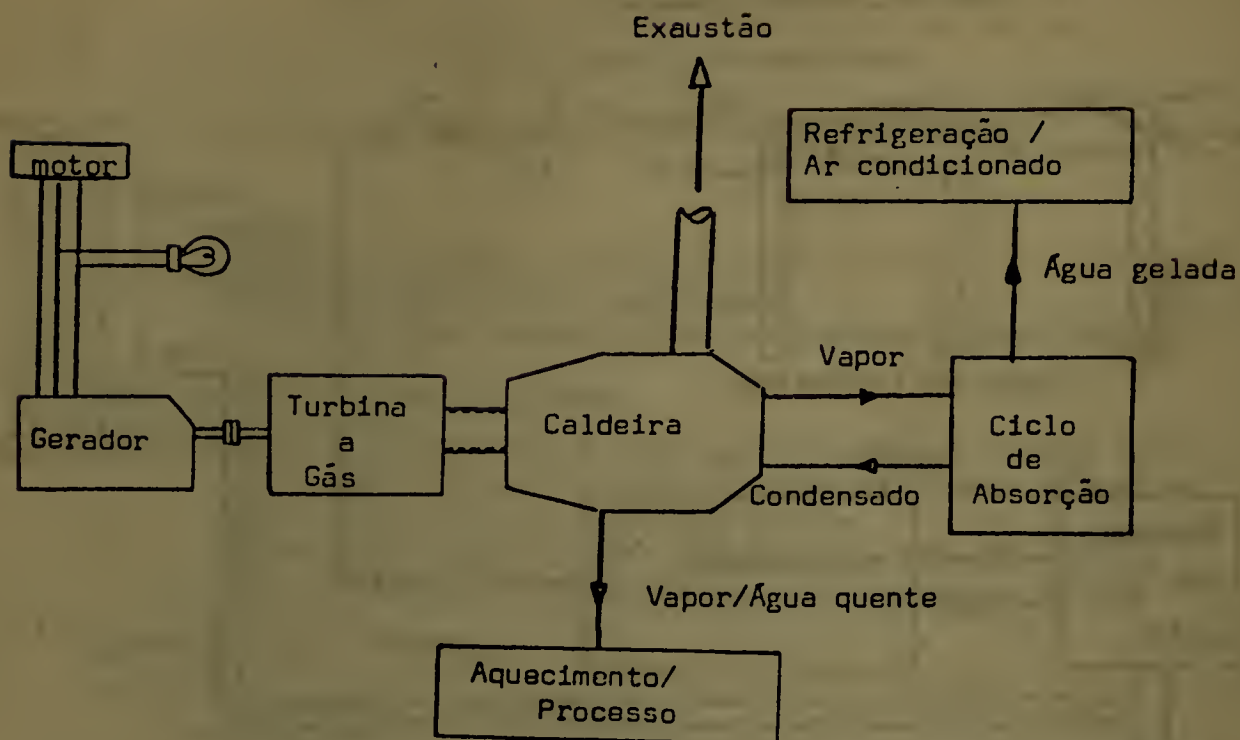 Exaustão
motor
Refrigeração /
Ar condicionado
Água gelada
Vapor
Gerador
Turbina
a
Gás
Caldeira
Ciclo
de
Absorção
Condensado
Vapor/Água quente
Aquecimento/
Processo